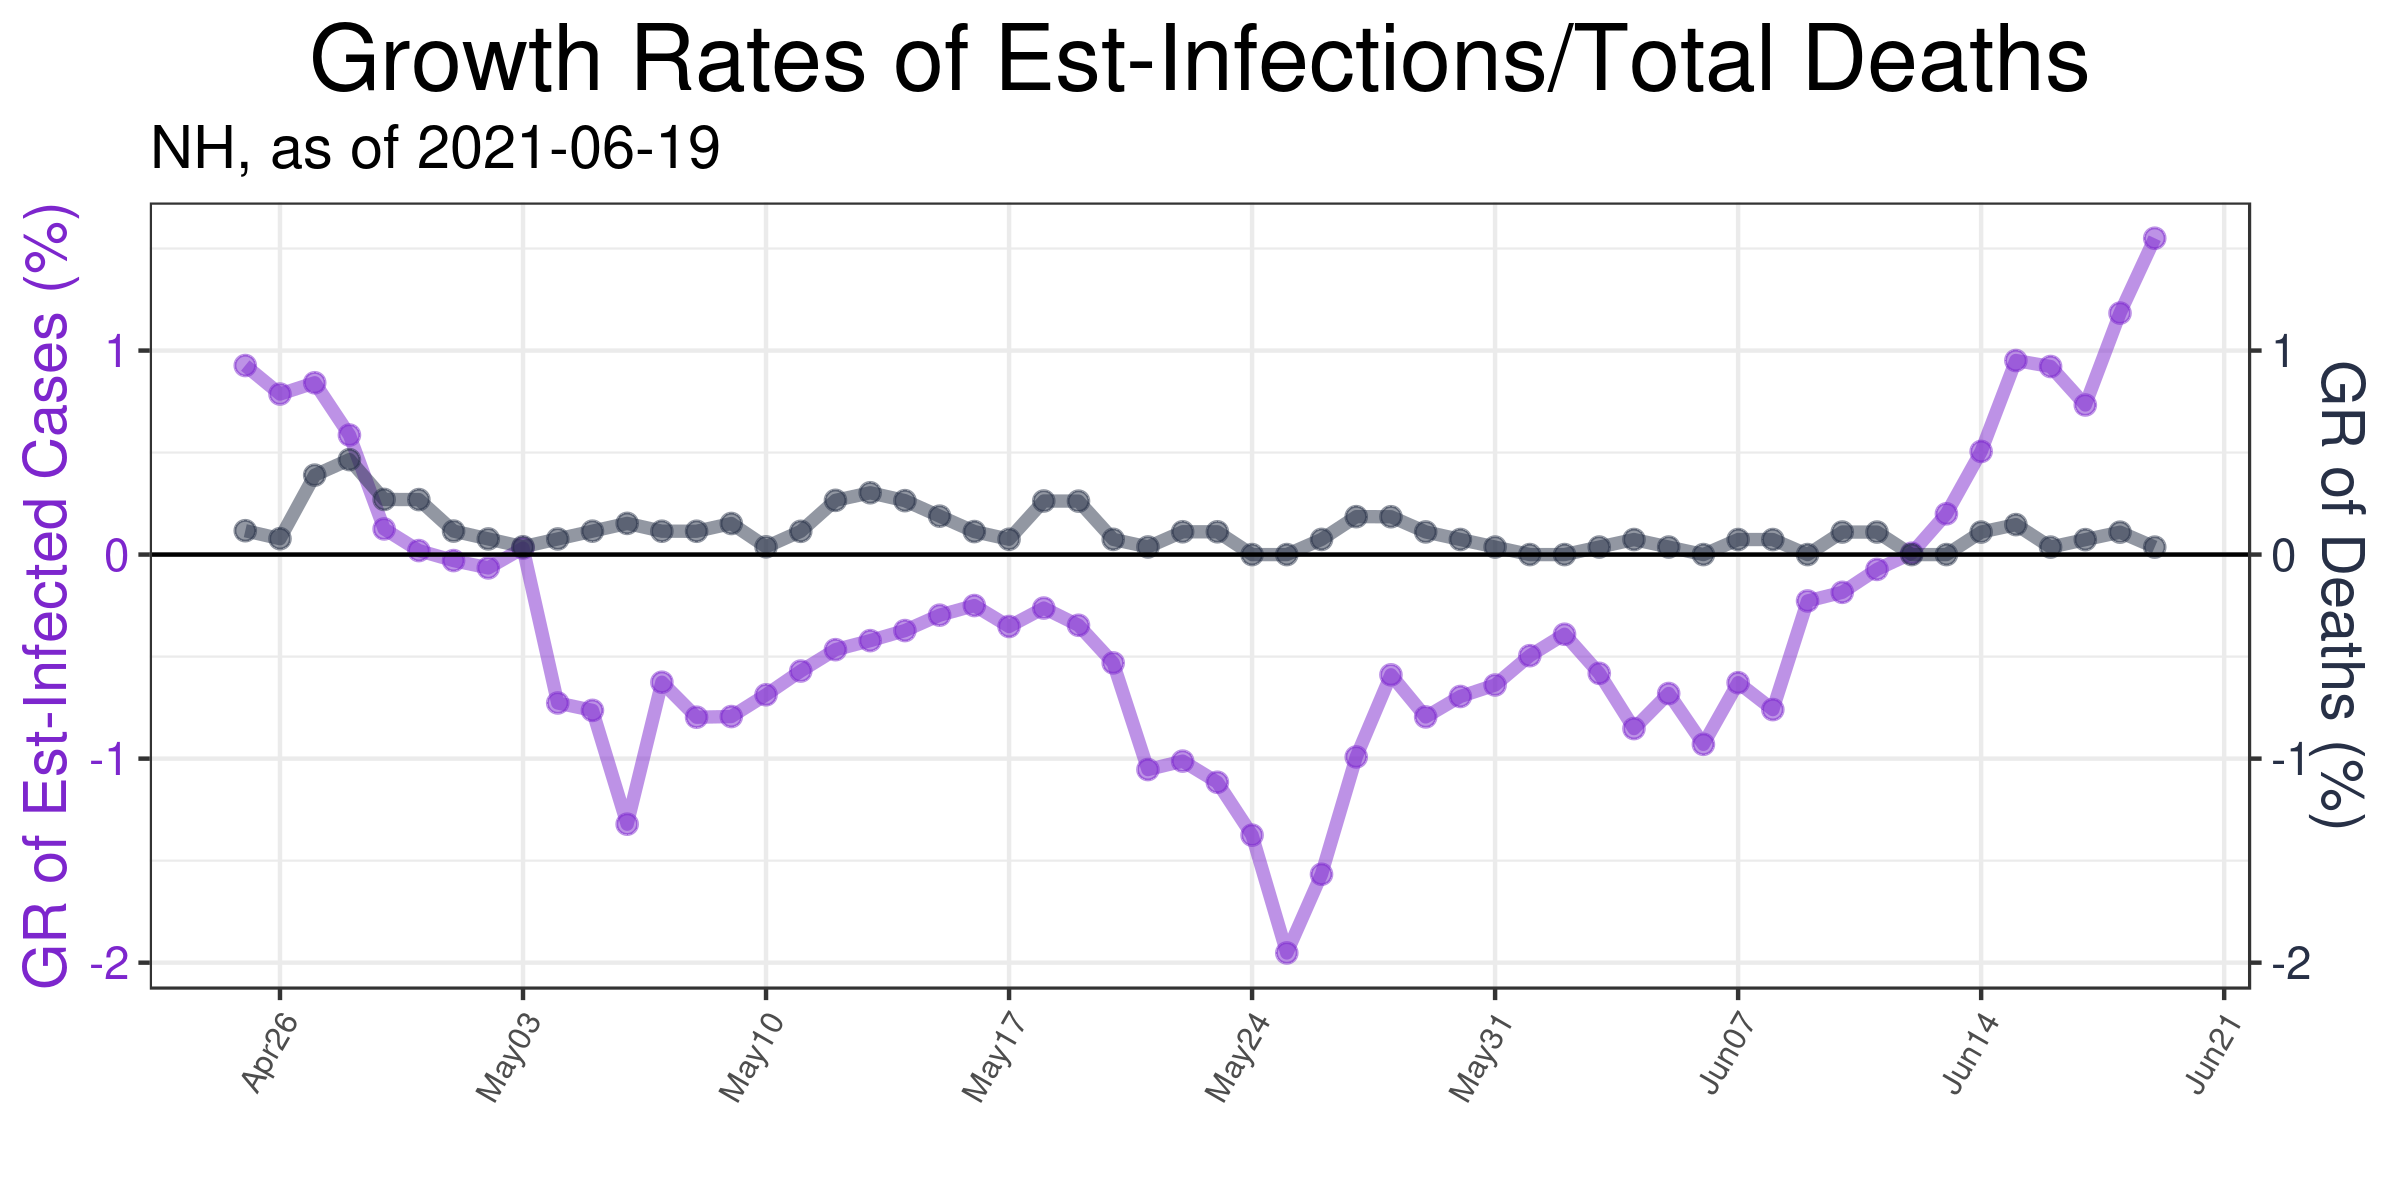 Growth Rates of Est-Infections/Total Deaths
NH, as of 2021-06-19
GR of Est-Infected Cases (%)
1
0
-1
-2
1
0
-1
-2
GR of Deaths (%)
Apr26
May03
May10
May17
May24
May31
Jun07
Jun14
Jun21